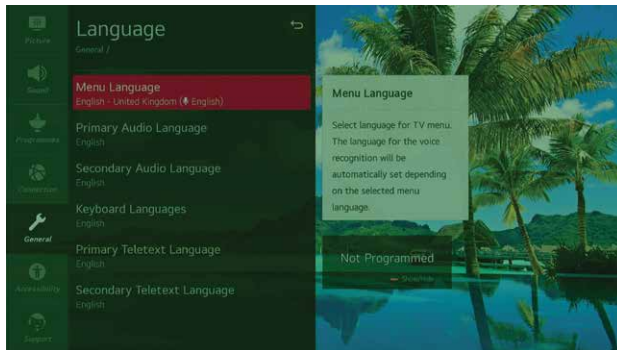 Language
General /
Picture
Sound
Programmes
Connection
General
Accessibility
Support
Menu Language
English - United Kingdom (English)
Primary Audio Language
English
Secondary Audio Language
English
Keyboard Languages
English
Primary Teletext Language
English
Secondary Teletext Language
English
Menu Language
Select language for TV menu.
The language for the voice
recognition will be
automatically set depending
on the selected menu
language.
Not Programmed
Show/Hide